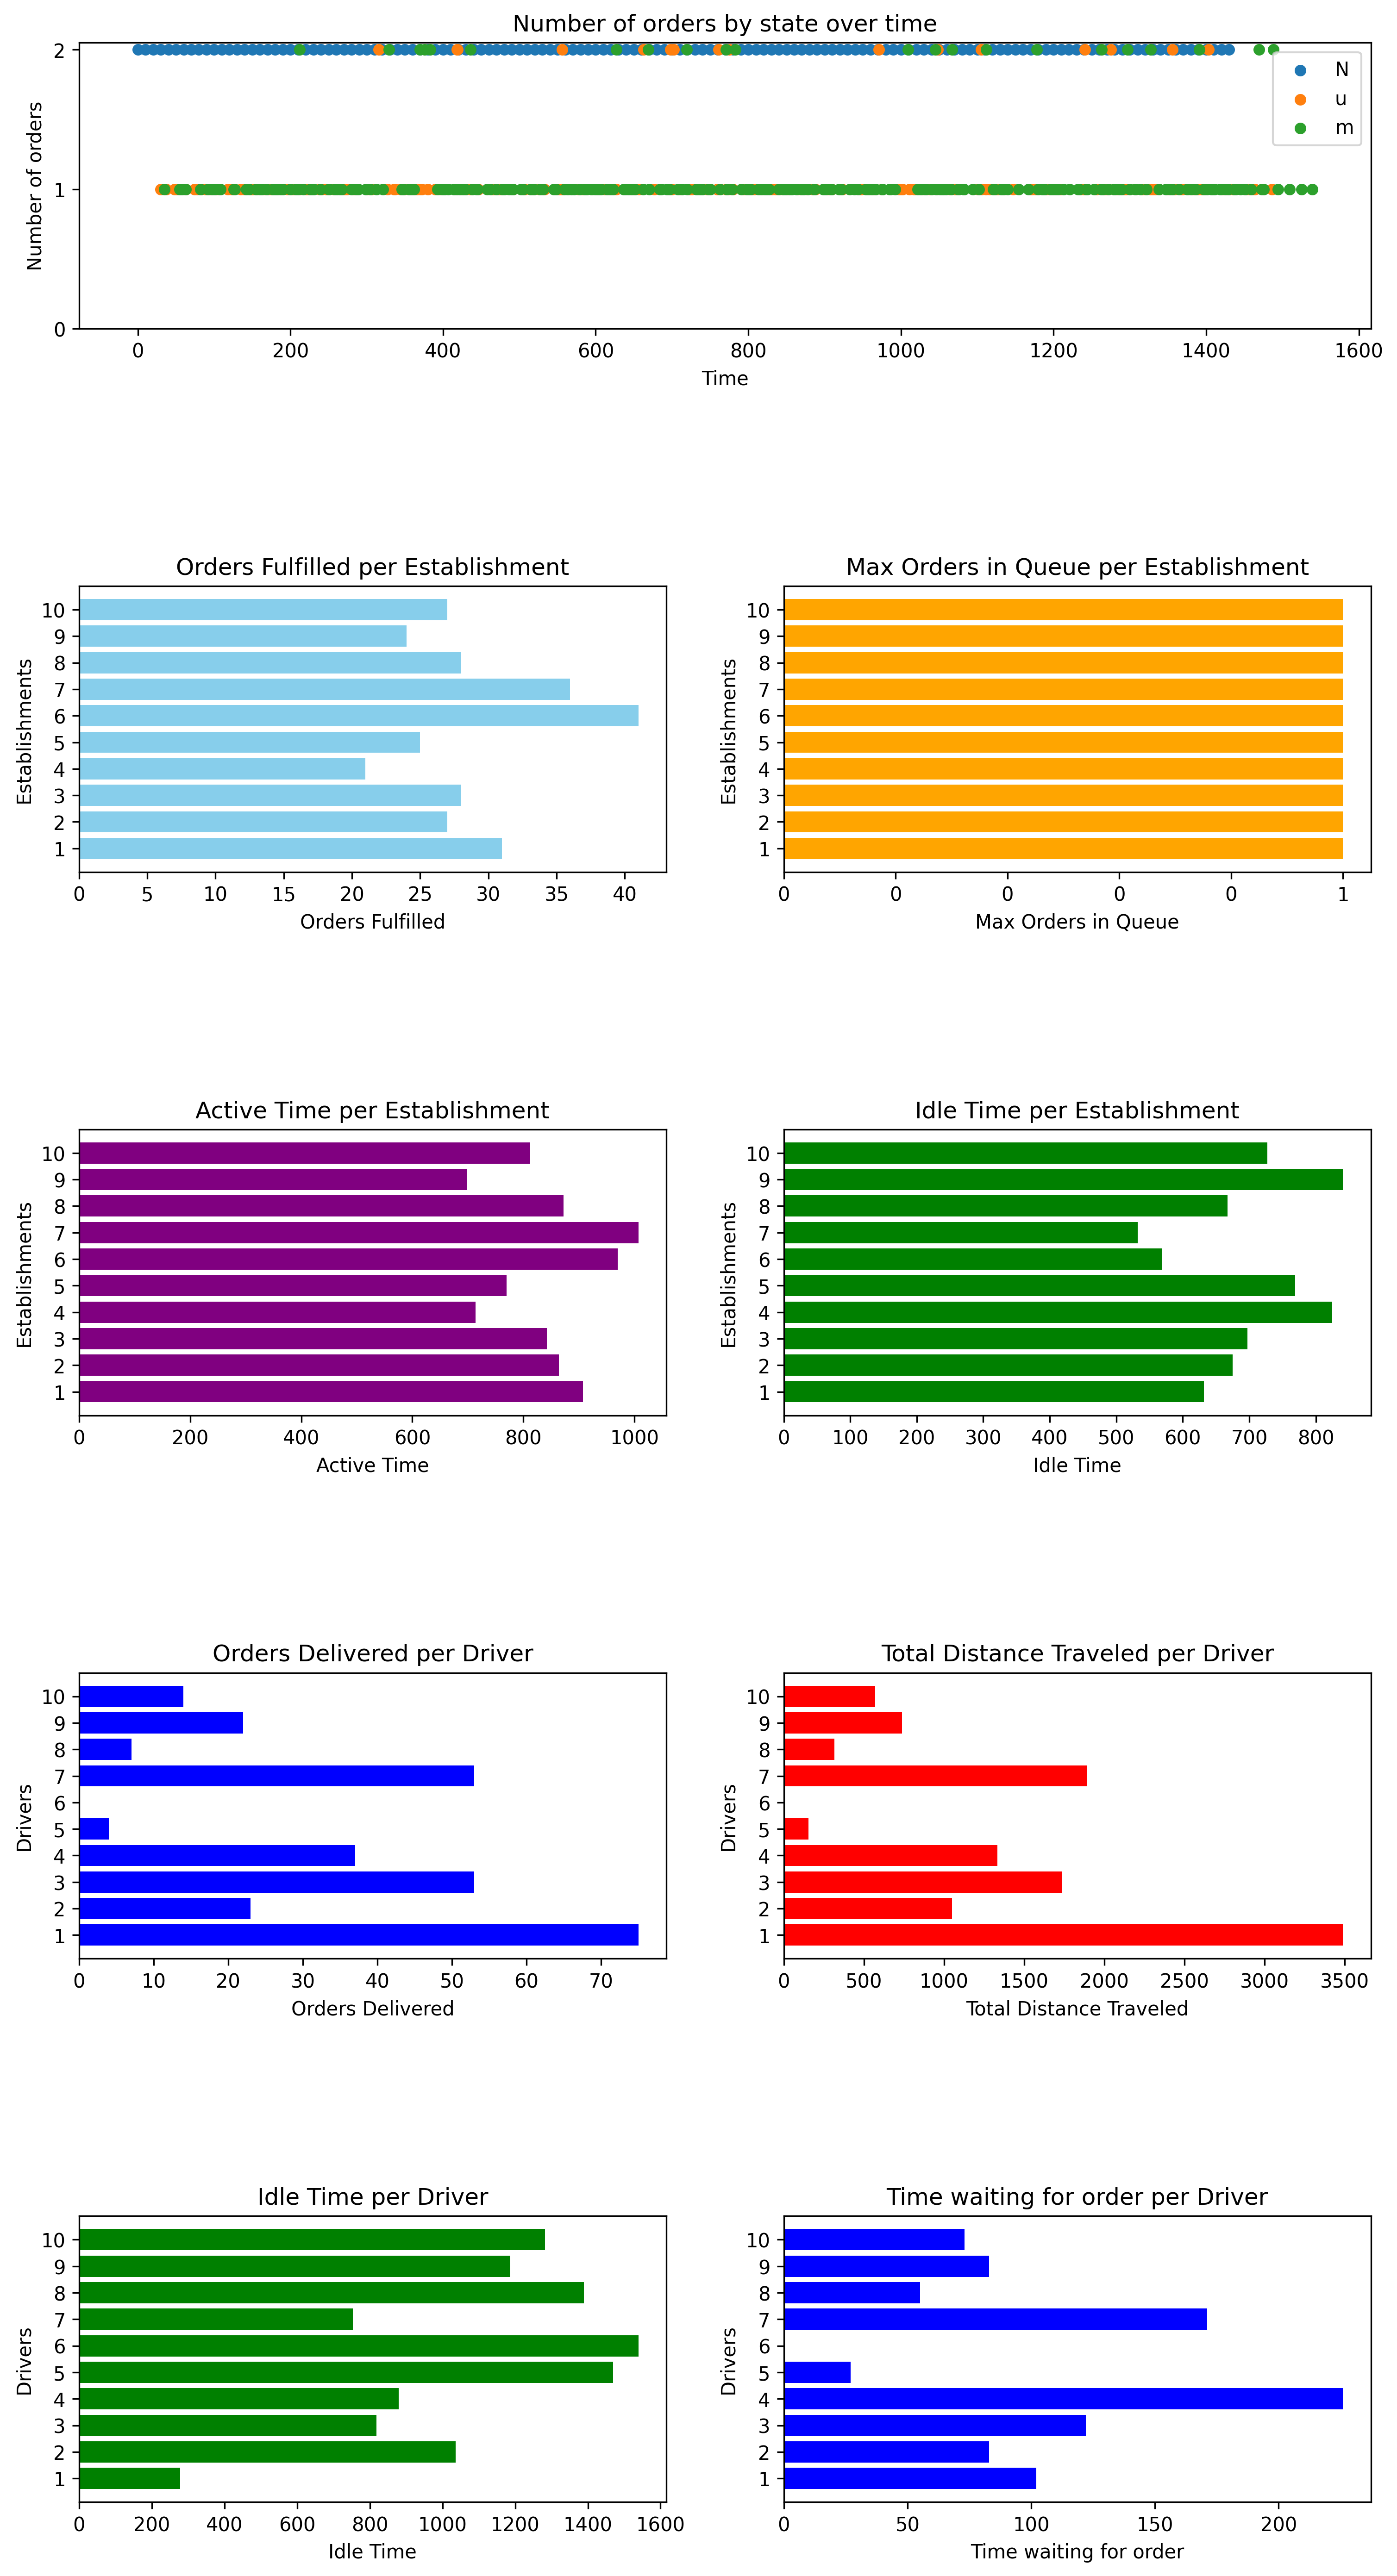 Number of orders by state over time
Number of orders
2
1
0
N
u
m
0 200 400 600 800 1000 1200 1400 1600
Time
Orders Fulfilled per Establishment
Establishments
10
9
8
7
6
5
4
3
2
1
0 5 10 15 20 25 30 35 40
Orders Fulfilled
Max Orders in Queue per Establishment
Establishments
10
9
8
7
6
5
4
3
2
1
0 0 0 0 0 1
Max Orders in Queue
Active Time per Establishment
Establishments
10
9
8
7
6
5
4
3
2
1
0 200 400 600 800 1000
Active Time
Idle Time per Establishment
Establishments
10
9
8
7
6
5
4
3
2
1
0 100 200 300 400 500 600 700 800
Idle Time
Orders Delivered per Driver
Drivers
10
9
8
7
6
5
4
3
2
1
0 10 20 30 40 50 60 70
Orders Delivered
Total Distance Traveled per Driver
Drivers
10
9
8
7
6
5
4
3
2
1
0 500 1000 1500 2000 2500 3000 3500
Total Distance Traveled
Idle Time per Driver
Drivers
10
9
8
7
6
5
4
3
2
1
0 200 400 600 800 1000 1200 1400 1600
Idle Time
Time waiting for order per Driver
Drivers
10
9
8
7
6
5
4
3
2
1
0 50 100 150 200
Time waiting for order